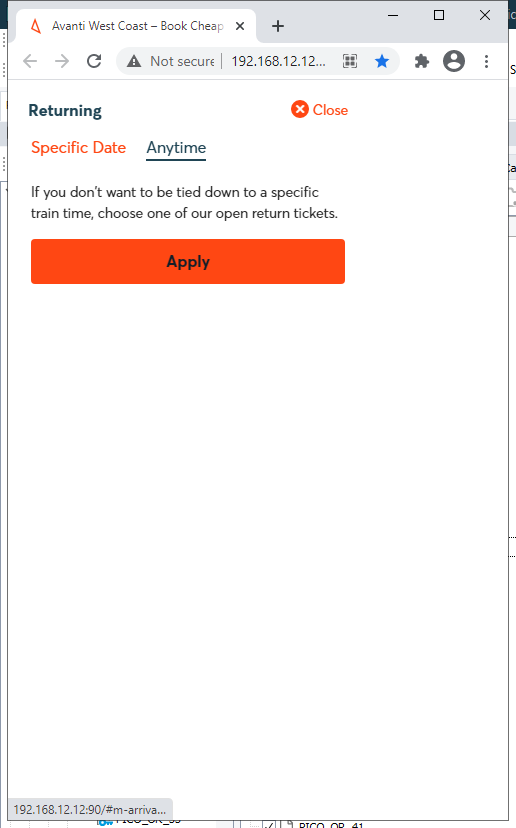 Avanti West Coast – Book Cheap
Not secure
192.168.12.12...
Returning
Close
Specific Date
Anytime
If you don't want to be tied down to a specific
train time, choose one of our open return tickets.
Apply
192.168.12.12:90/#m-arriva...
PICO_OR_41